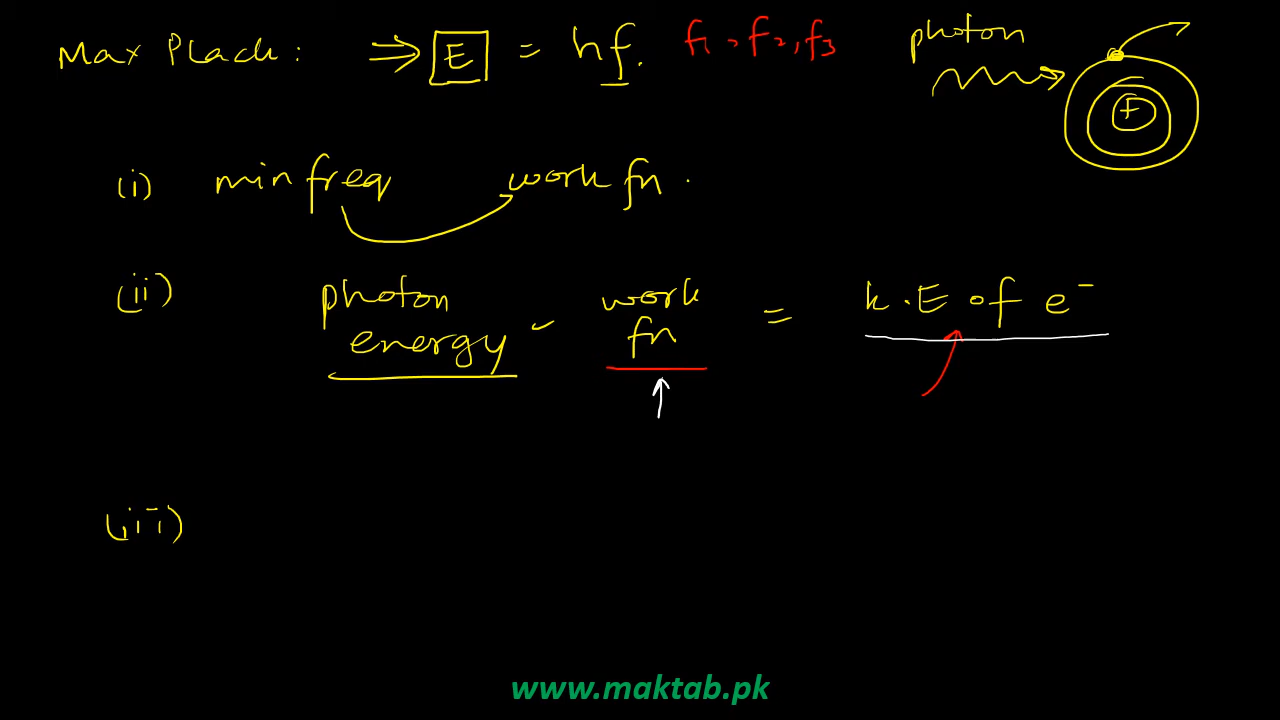 Max Plack: ⇒ E = hf. f1, f2, f3 photon
+
(i) min freq work fn.
(ii) photon energy - work fn = k.E of e⁻
(iii)
www.maktab.pk